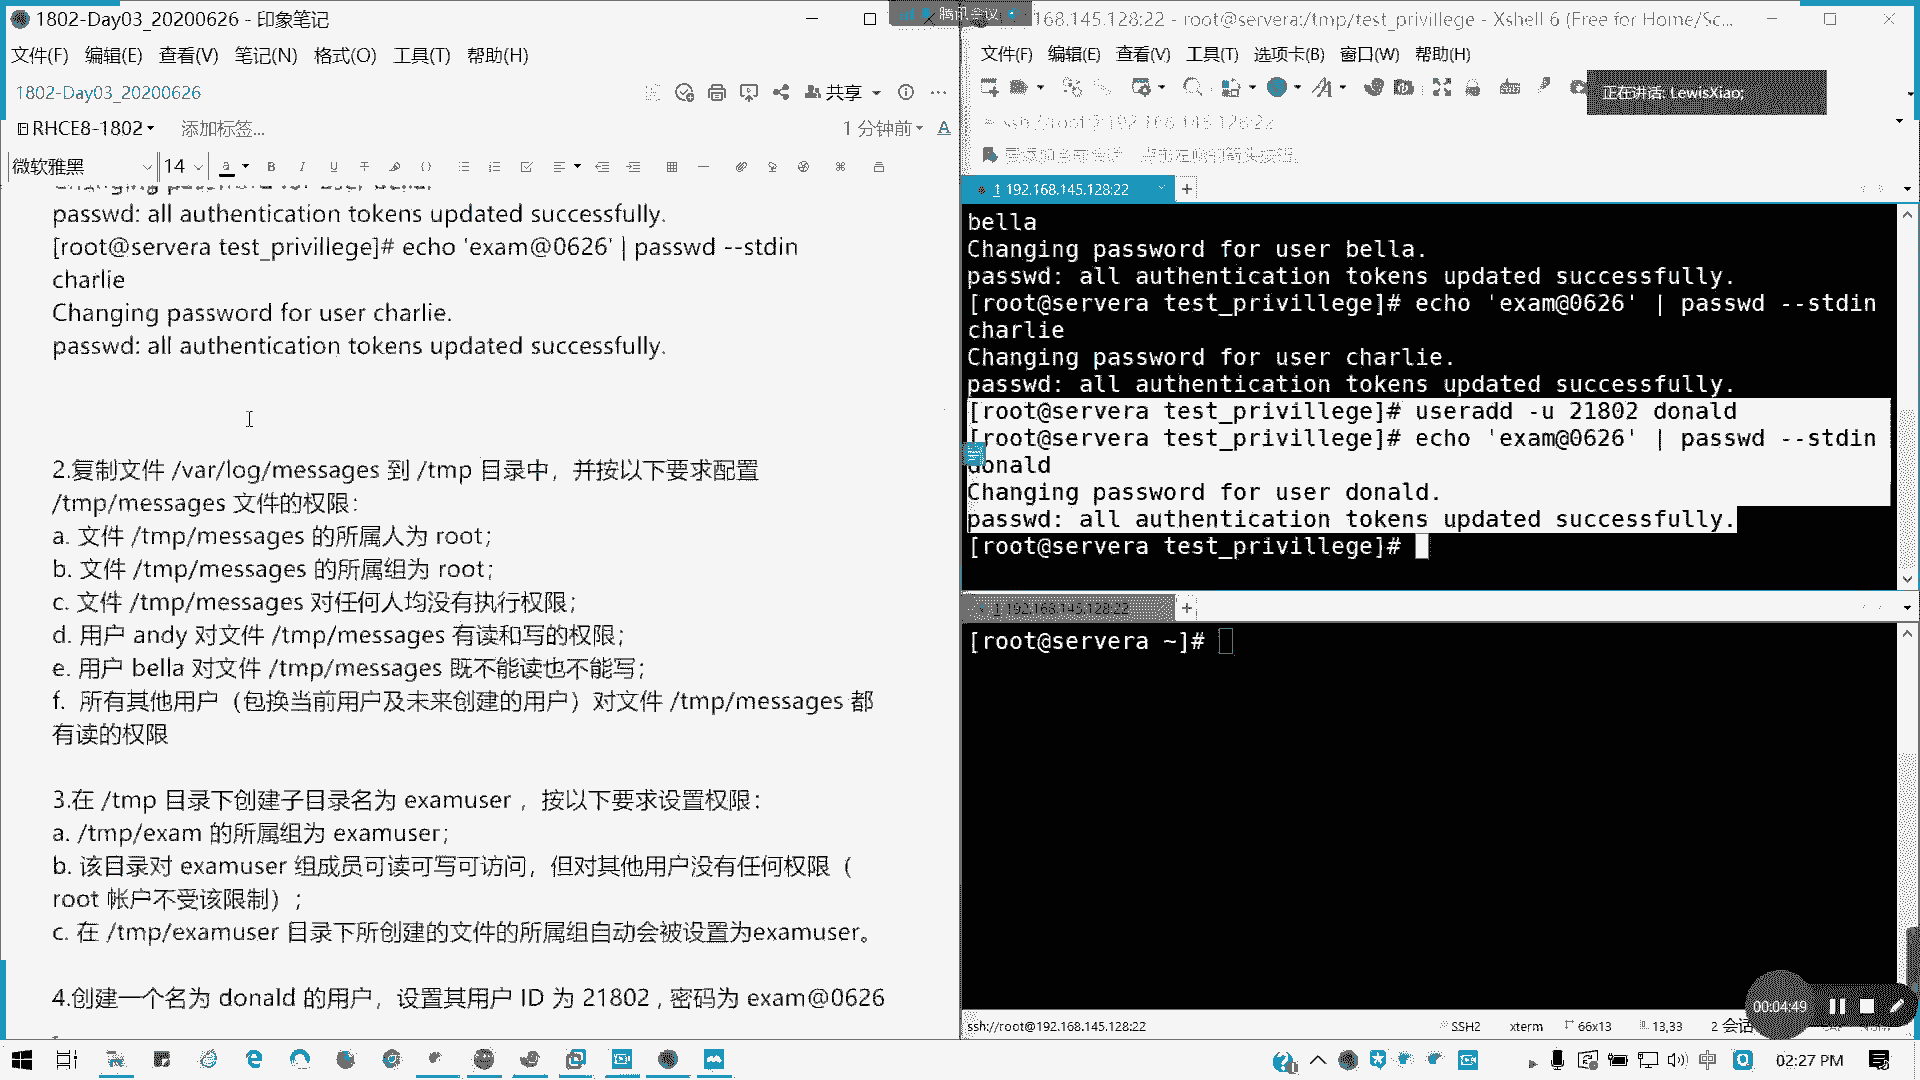 1802-Day03_20200626 - 印象笔记
文件(F) 编辑(E) 查看(V) 笔记(N) 格式(O) 工具(T) 帮助(H)
1802-Day03_20200626
共享
RHCE8-1802 添加标签...
1 分钟前
微软雅黑 14
passwd: all authentication tokens updated successfully.
[root@servera test_privillege]# echo 'exam@0626' | passwd --stdin
charlie
Changing password for user charlie.
passwd: all authentication tokens updated successfully.
2.复制文件 /var/log/messages 到 /tmp 目录中，并按以下要求配置
/tmp/messages 文件的权限：
a. 文件 /tmp/messages 的所属人为 root；
b. 文件 /tmp/messages 的所属组为 root；
c. 文件 /tmp/messages 对任何人均没有执行权限；
d. 用户 andy 对文件 /tmp/messages 有读和写的权限；
e. 用户 bella 对文件 /tmp/messages 既不能读也不能写；
f. 所有其他用户（包换当前用户及未来创建的用户）对文件 /tmp/messages 都
有读的权限
3.在 /tmp 目录下创建子目录名为 examuser ，按以下要求设置权限：
a. /tmp/exam 的所属组为 examuser；
b. 该目录对 examuser 组成员可读可写可访问，但对其他用户没有任何权限（
root 帐户不受该限制）；
c. 在 /tmp/examuser 目录下所创建的文件的所属组自动会被设置为examuser。
4.创建一个名为 donald 的用户，设置其用户 ID 为 21802 , 密码为 exam@0626
腾讯会议
168.145.128:22 - root@servera:/tmp/test_privillege - Xshell 6 (Free for Home/Sc...
文件(F) 编辑(E) 查看(V) 工具(T) 选项卡(B) 窗口(W) 帮助(H)
正在讲话: LewisXiao;
ssh://root@192.168.145.128:22
1 192.168.145.128:22
bella
Changing password for user bella.
passwd: all authentication tokens updated successfully.
[root@servera test_privillege]# echo 'exam@0626' | passwd --stdin
charlie
Changing password for user charlie.
passwd: all authentication tokens updated successfully.
[root@servera test_privillege]# useradd -u 21802 donald
[root@servera test_privillege]# echo 'exam@0626' | passwd --stdin
donald
Changing password for user donald.
passwd: all authentication tokens updated successfully.
[root@servera test_privillege]#
1 192.168.145.128:22
[root@servera ~]#
00:04:49
ssh://root@192.168.145.128:22 SSH2 xterm 66x13 13,33 2 会话
中 02:27 PM